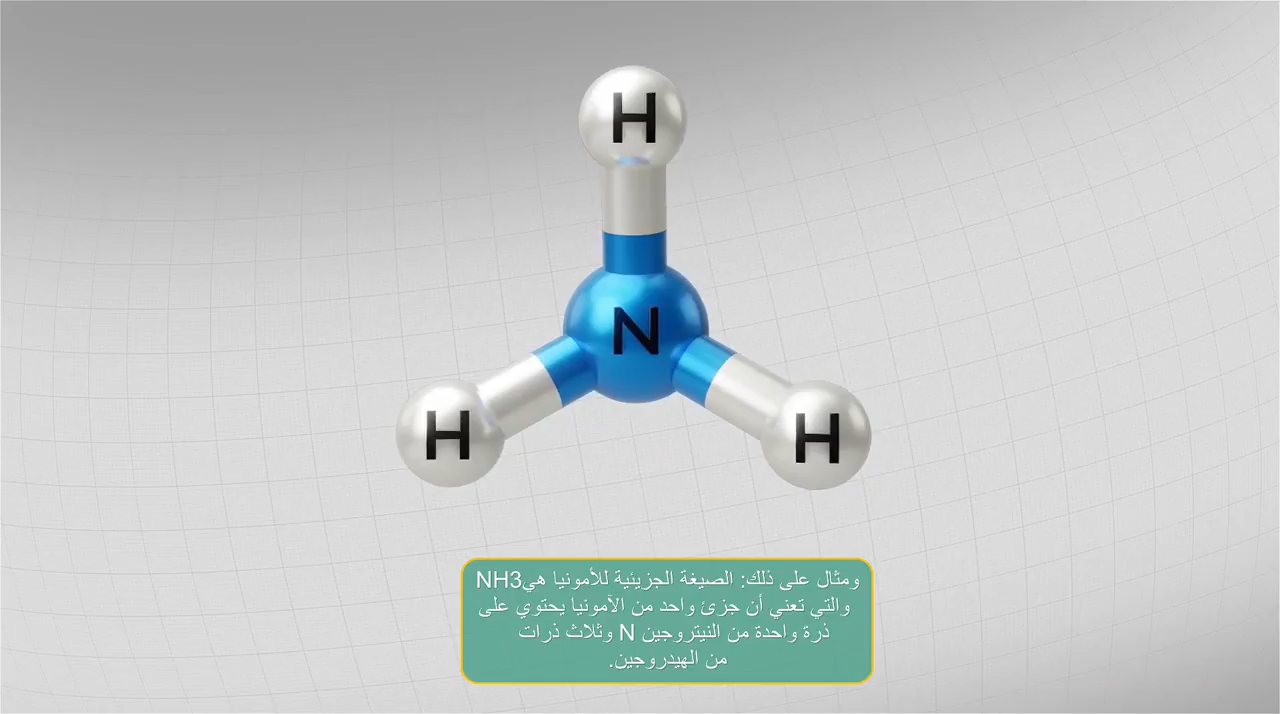 H
N
H
H
ومثال على ذلك: الصيغة الجزيئية للأمونيا هيNH3
والتي تعني أن جزئ واحد من الآمونيا يحتوي على
ذرة واحدة من النيتروجين N وثلاث ذرات
من الهيدروجين.